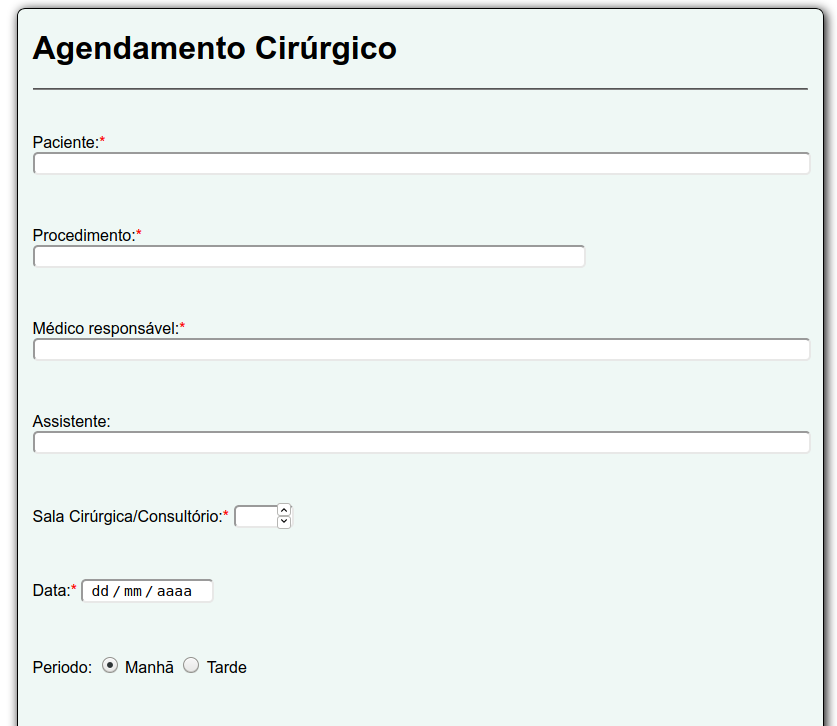 Agendamento Cirúrgico
Paciente:*
Procedimento:*
Médico responsável:*
Assistente:
Sala Cirúrgica/Consultório:*
Data:* dd / mm / aaaa
Periodo: Manhã Tarde